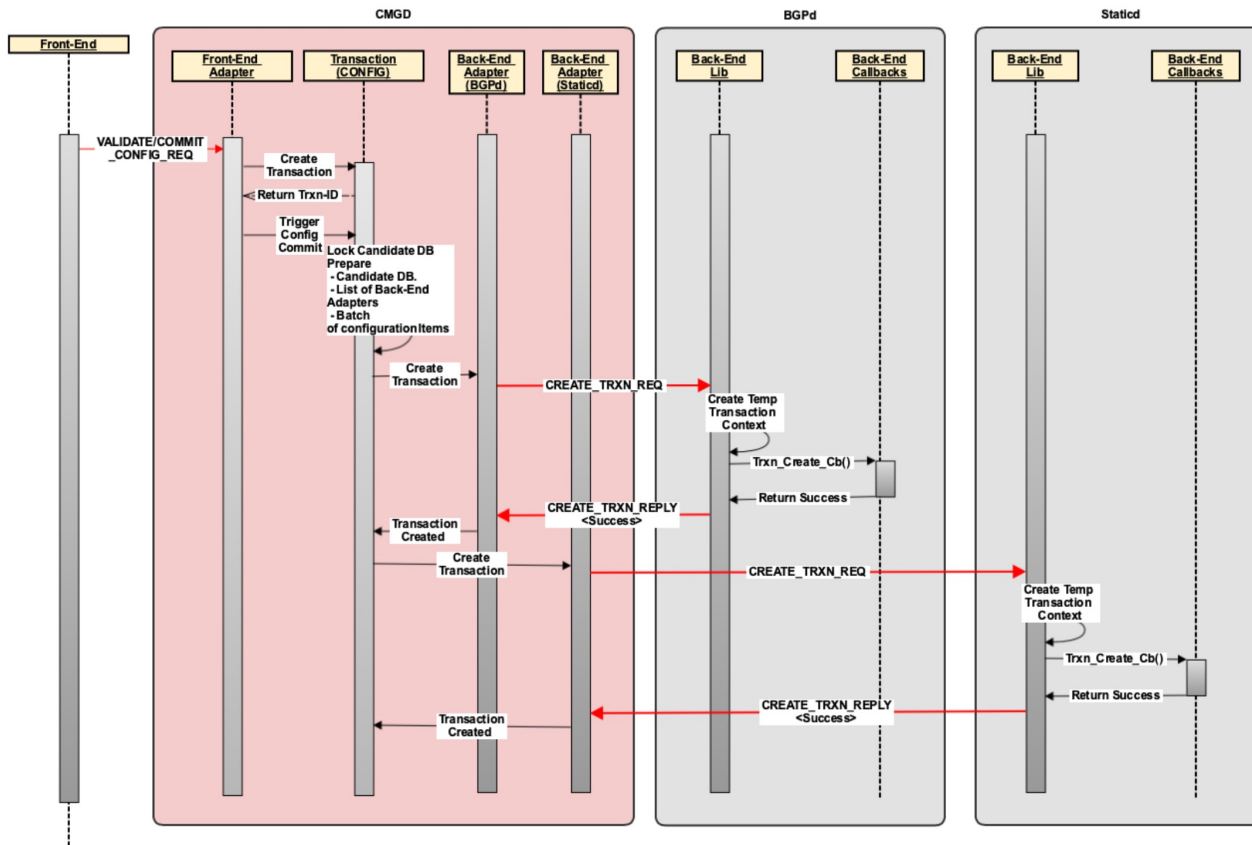 CMGD
BGPd
Staticd
Front-End
Front-End
Adapter
Transaction
(CONFIG)
Back-End
Adapter
(BGPd)
Back-End
Adapter
(Staticd)
Back-End
Lib
Back-End
Callbacks
Back-End
Lib
Back-End
Callbacks
VALIDATE/COMMIT
_CONFIG_REQ
Create
Transaction
Return Trxn-ID
Trigger
Config
Commit
Lock Candidate DB
Prepare
- Candidate DB.
- List of Back-End
Adapters
- Batch
of configurationItems
Create
Transaction
CREATE_TRXN_REQ
Create Temp
Transaction
Context
Trxn_Create_Cb()
Return Success
CREATE_TRXN_REPLY
<Success>
Transaction
Created
Create
Transaction
CREATE_TRXN_REQ
Create Temp
Transaction
Context
Trxn_Create_Cb()
Return Success
CREATE_TRXN_REPLY
<Success>
Transaction
Created